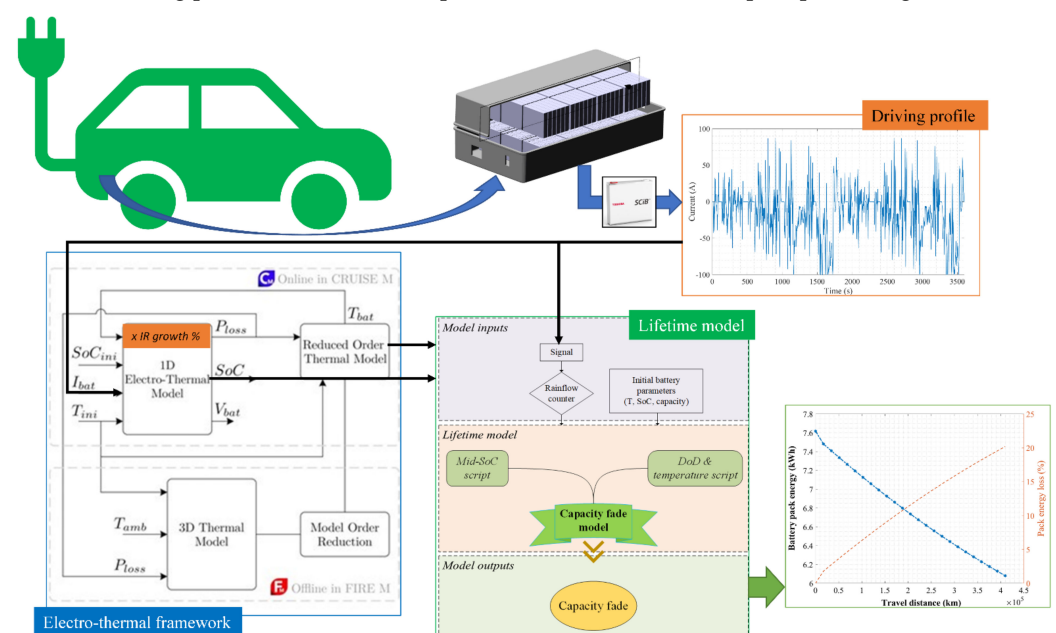 Driving profile
100
50
0
-50
-100
Current (A)
0 500 1000 1500 2000 2500 3000 3500
Time (s)
TOSHIBA
SCiB
Online in CRUISE M
T_bat
x IR growth %
P_loss
Reduced Order
Thermal Model
SoC_ini
1D
Electro-Thermal
Model
SoC
I_bat
T_ini
V_bat
3D Thermal
Model
T_amb
Model Order
Reduction
P_loss
Offline in FIRE M
Electro-thermal framework
Lifetime model
Model inputs
Signal
Rainflow
counter
Initial battery
parameters
(T, SoC, capacity)
Lifetime model
Mid-SoC
script
DoD &
temperature script
Capacity fade
model
Model outputs
Capacity fade
7.8
7.6
7.4
7.2
7
6.8
6.6
6.4
6.2
6
Battery pack energy (kWh)
25
20
15
10
5
0
Pack energy loss (%)
0 0.5 1 1.5 2 2.5 3 3.5 4 4.5
×10⁵
Travel distance (km)